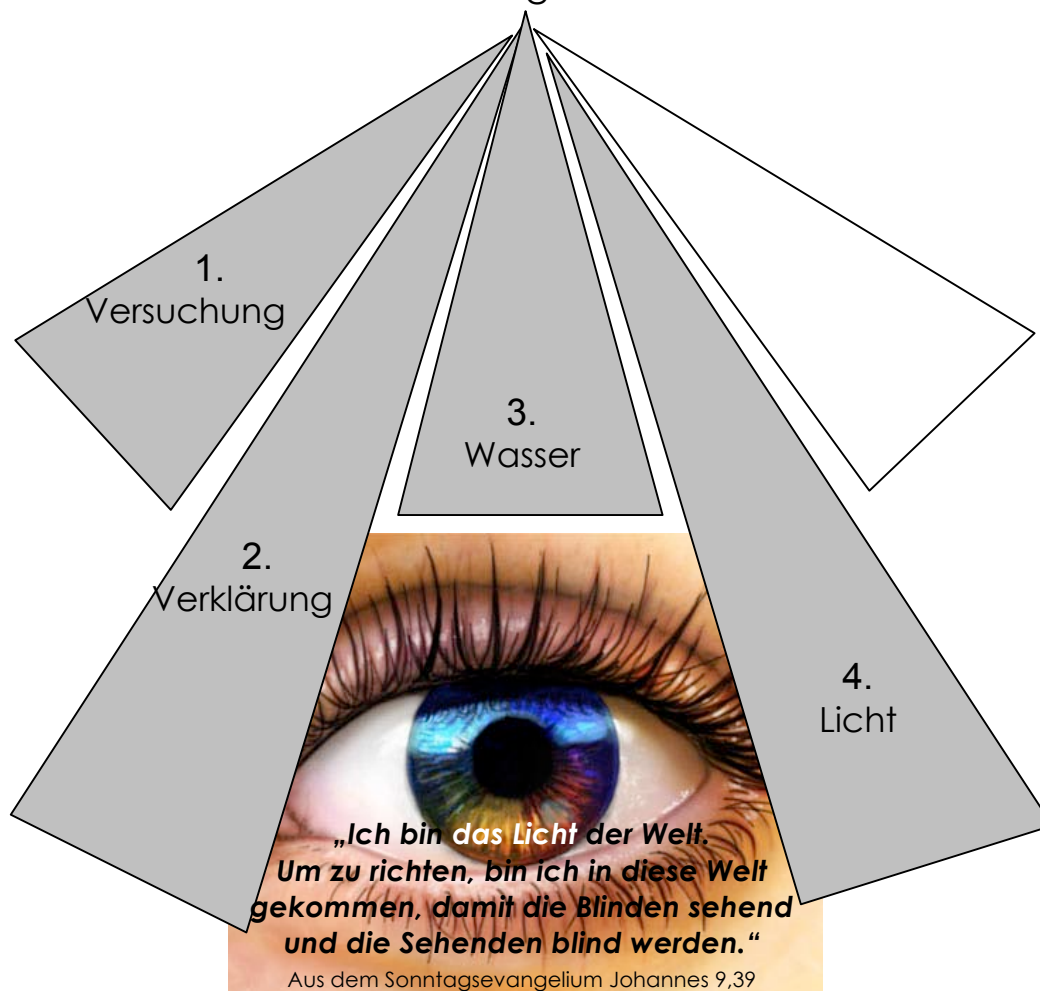 1.
Versuchung
2.
Verklärung
3.
Wasser
4.
Licht
„Ich bin das Licht der Welt.
Um zu richten, bin ich in diese Welt
gekommen, damit die Blinden sehend
und die Sehenden blind werden.“
Aus dem Sonntagsevangelium Johannes 9,39